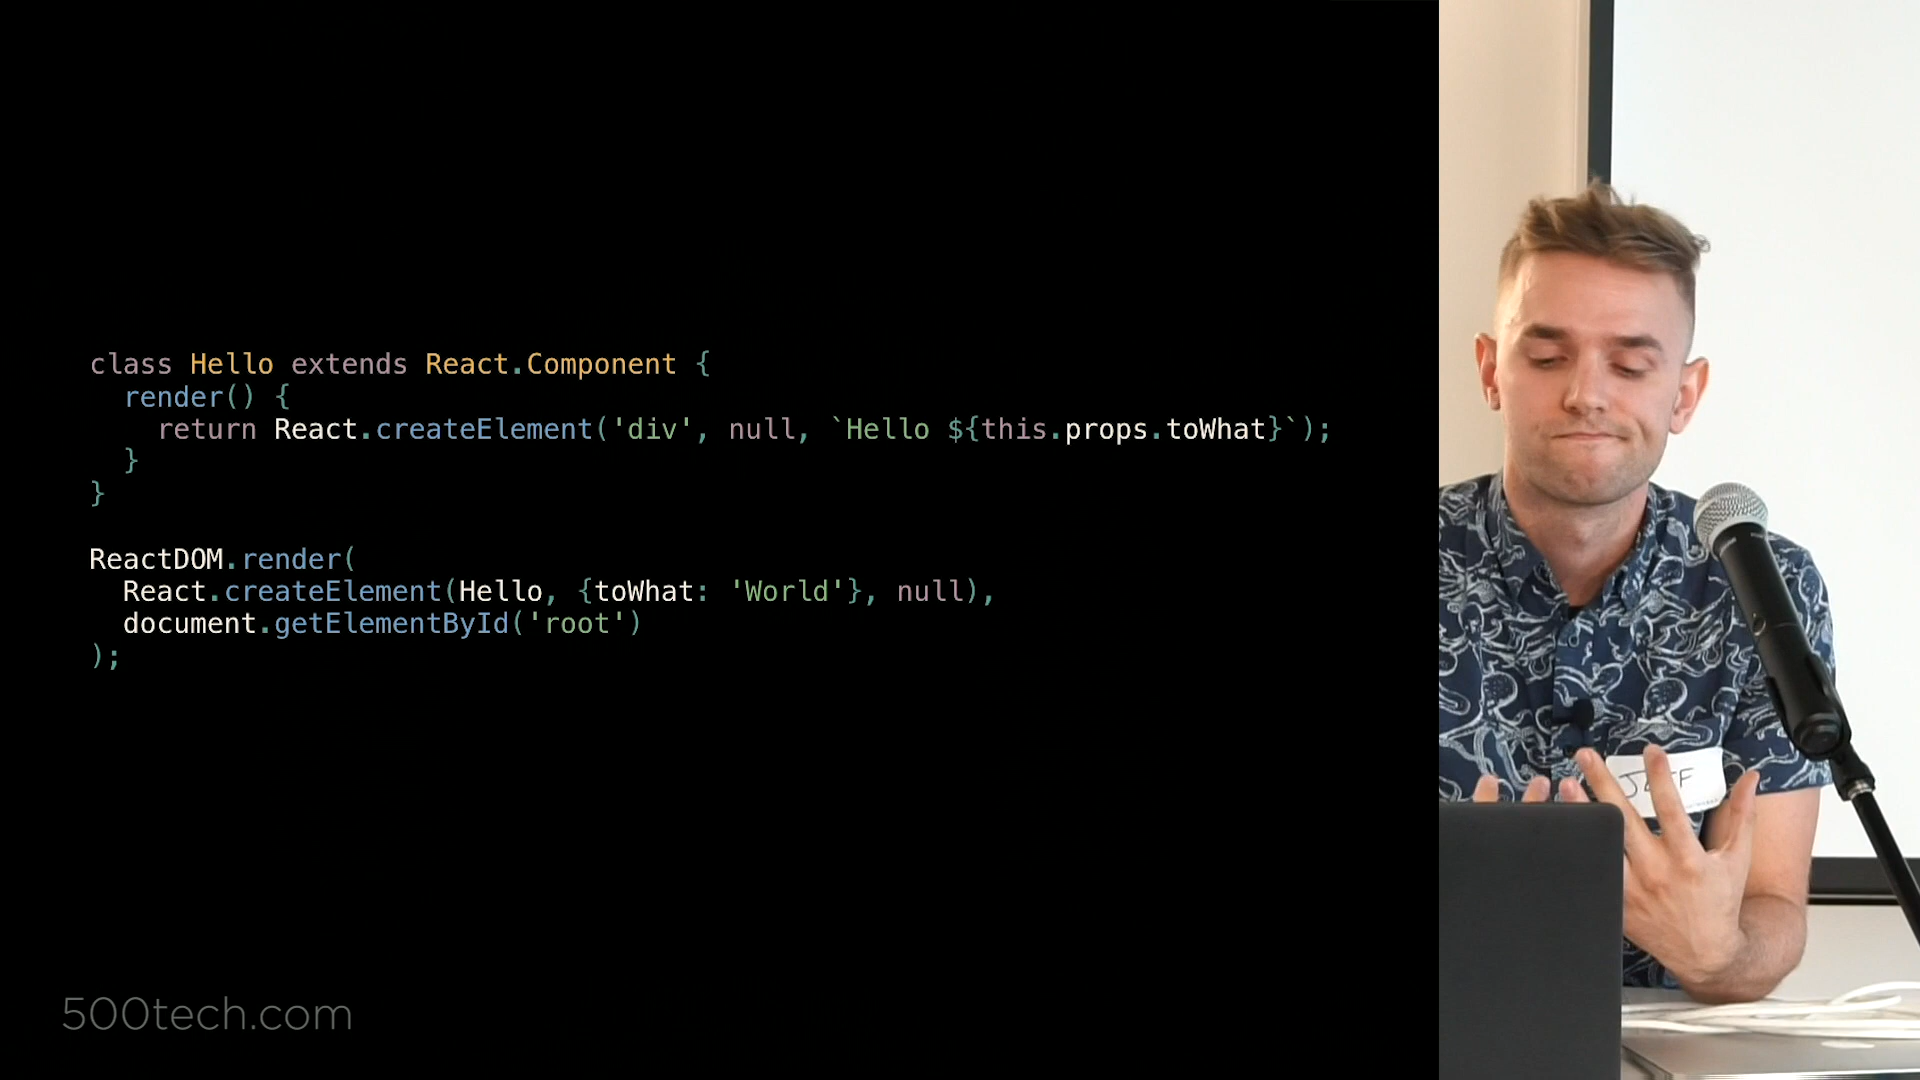 class Hello extends React.Component {
  render() {
    return React.createElement('div', null, `Hello ${this.props.toWhat}`);
  }
}

ReactDOM.render(
  React.createElement(Hello, {toWhat: 'World'}, null),
  document.getElementById('root')
);
500tech.com
JEFF